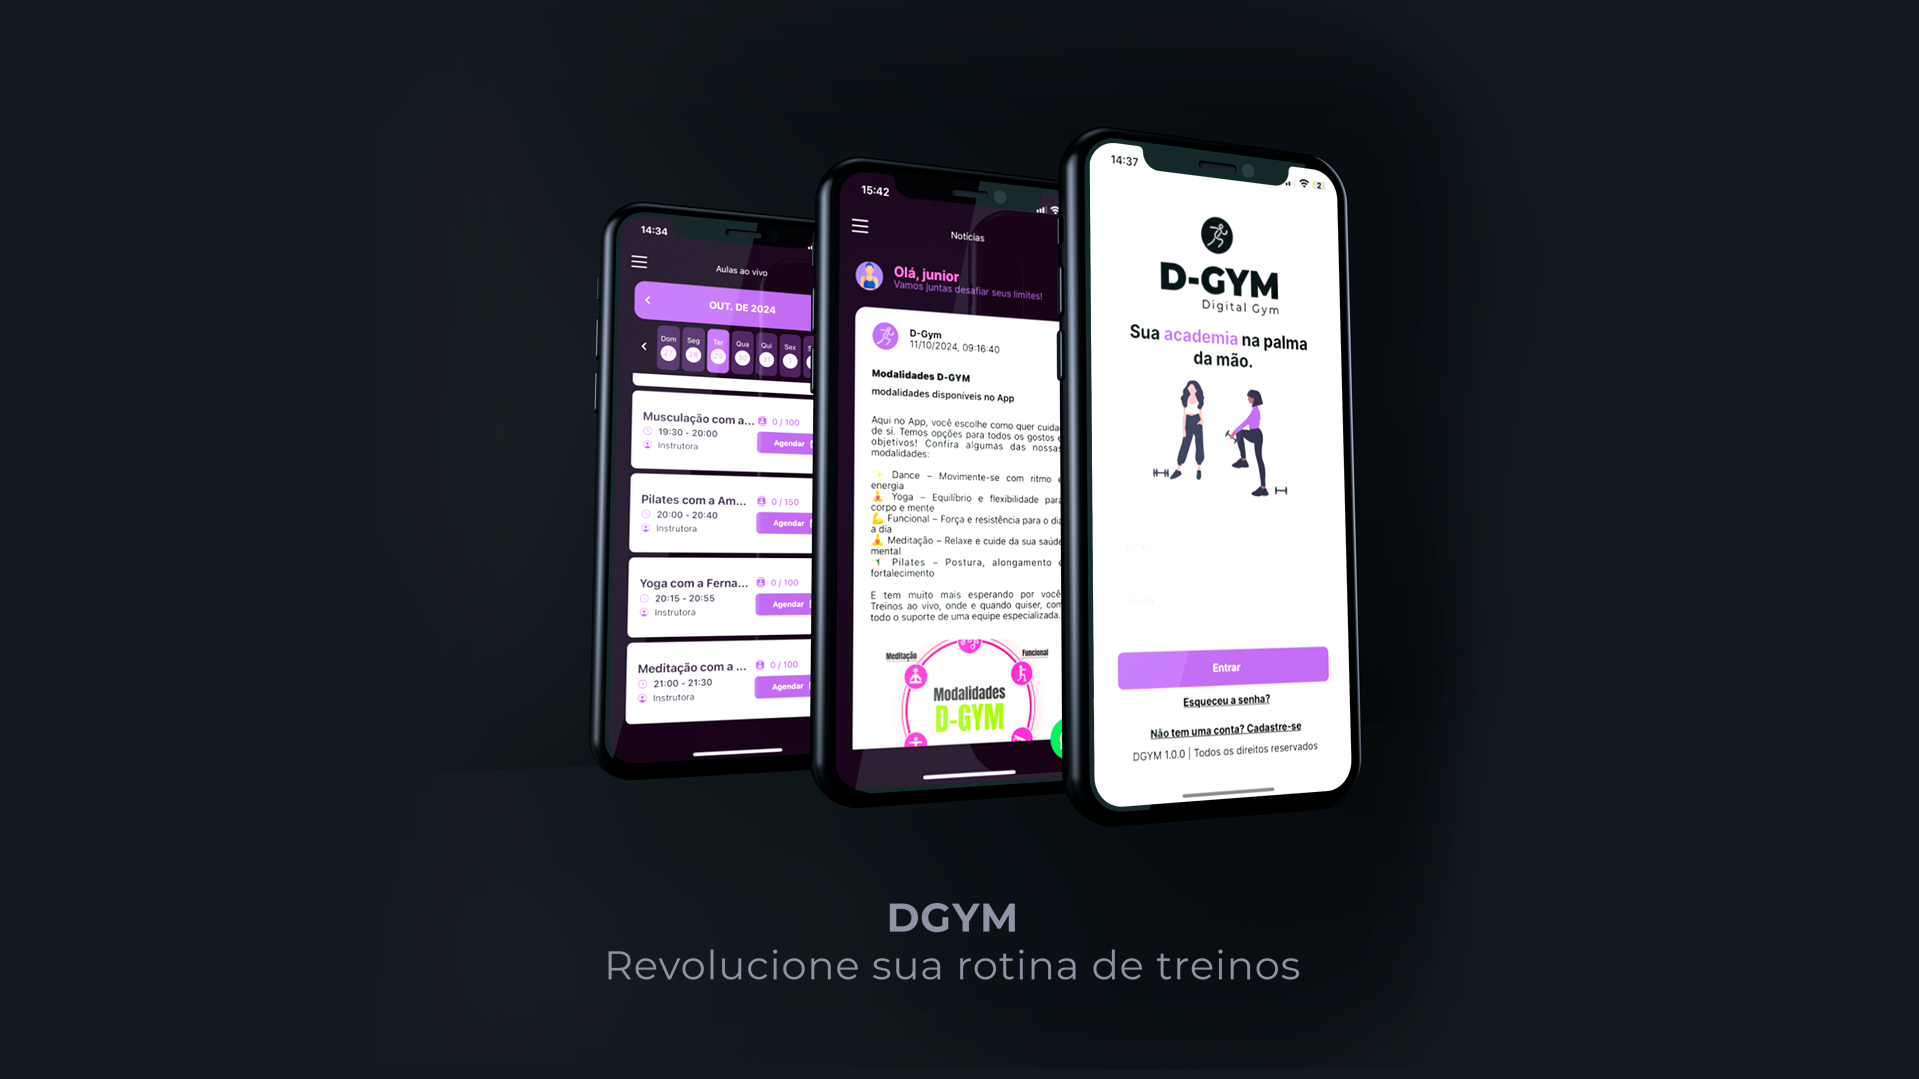 14:34
Aulas ao vivo
OUT. DE 2024
Dom Seg Ter Qua Qui Sex
27 28 29 30 31 1
Musculação com a... 0 / 100
19:30 - 20:00
Agendar
Instrutora
Pilates com a Am... 0 / 150
20:00 - 20:40
Agendar
Instrutora
Yoga com a Ferna... 0 / 100
20:15 - 20:55
Agendar
Instrutora
Meditação com a ... 0 / 100
21:00 - 21:30
Agendar
Instrutora
15:42
Notícias
Olá, junior
Vamos juntas desafiar seus limites!
D-Gym
11/10/2024, 09:16:40
Modalidades D-GYM
modalidades disponíveis no App
Aqui no App, você escolhe como quer cuidar
de si. Temos opções para todos os gostos e
objetivos! Confira algumas das nossas
modalidades:
✨ Dance – Movimente-se com ritmo e
energia
🧘 Yoga – Equilíbrio e flexibilidade para
corpo e mente
💪 Funcional – Força e resistência para o dia
a dia
🧘 Meditação – Relaxe e cuide da sua saúde
mental
Pilates – Postura, alongamento e
fortalecimento
E tem muito mais esperando por você
Treinos ao vivo, onde e quando quiser, com
todo o suporte de uma equipe especializada.
Meditação
Funcional
Modalidades
D-GYM
14:37
2
D-GYM
Digital Gym
Sua academia na palma
da mão.
Entrar
Esqueceu a senha?
Não tem uma conta? Cadastre-se
DGYM 1.0.0 | Todos os direitos reservados
DGYM
Revolucione sua rotina de treinos